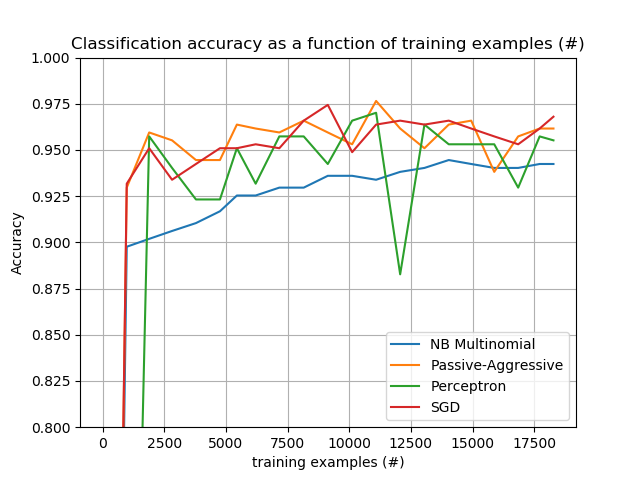 Classification accuracy as a function of training examples (#)
1.000
0.975
0.950
0.925
0.900
0.875
0.850
0.825
0.800
Accuracy
NB Multinomial
Passive-Aggressive
Perceptron
SGD
0 2500 5000 7500 10000 12500 15000 17500
training examples (#)